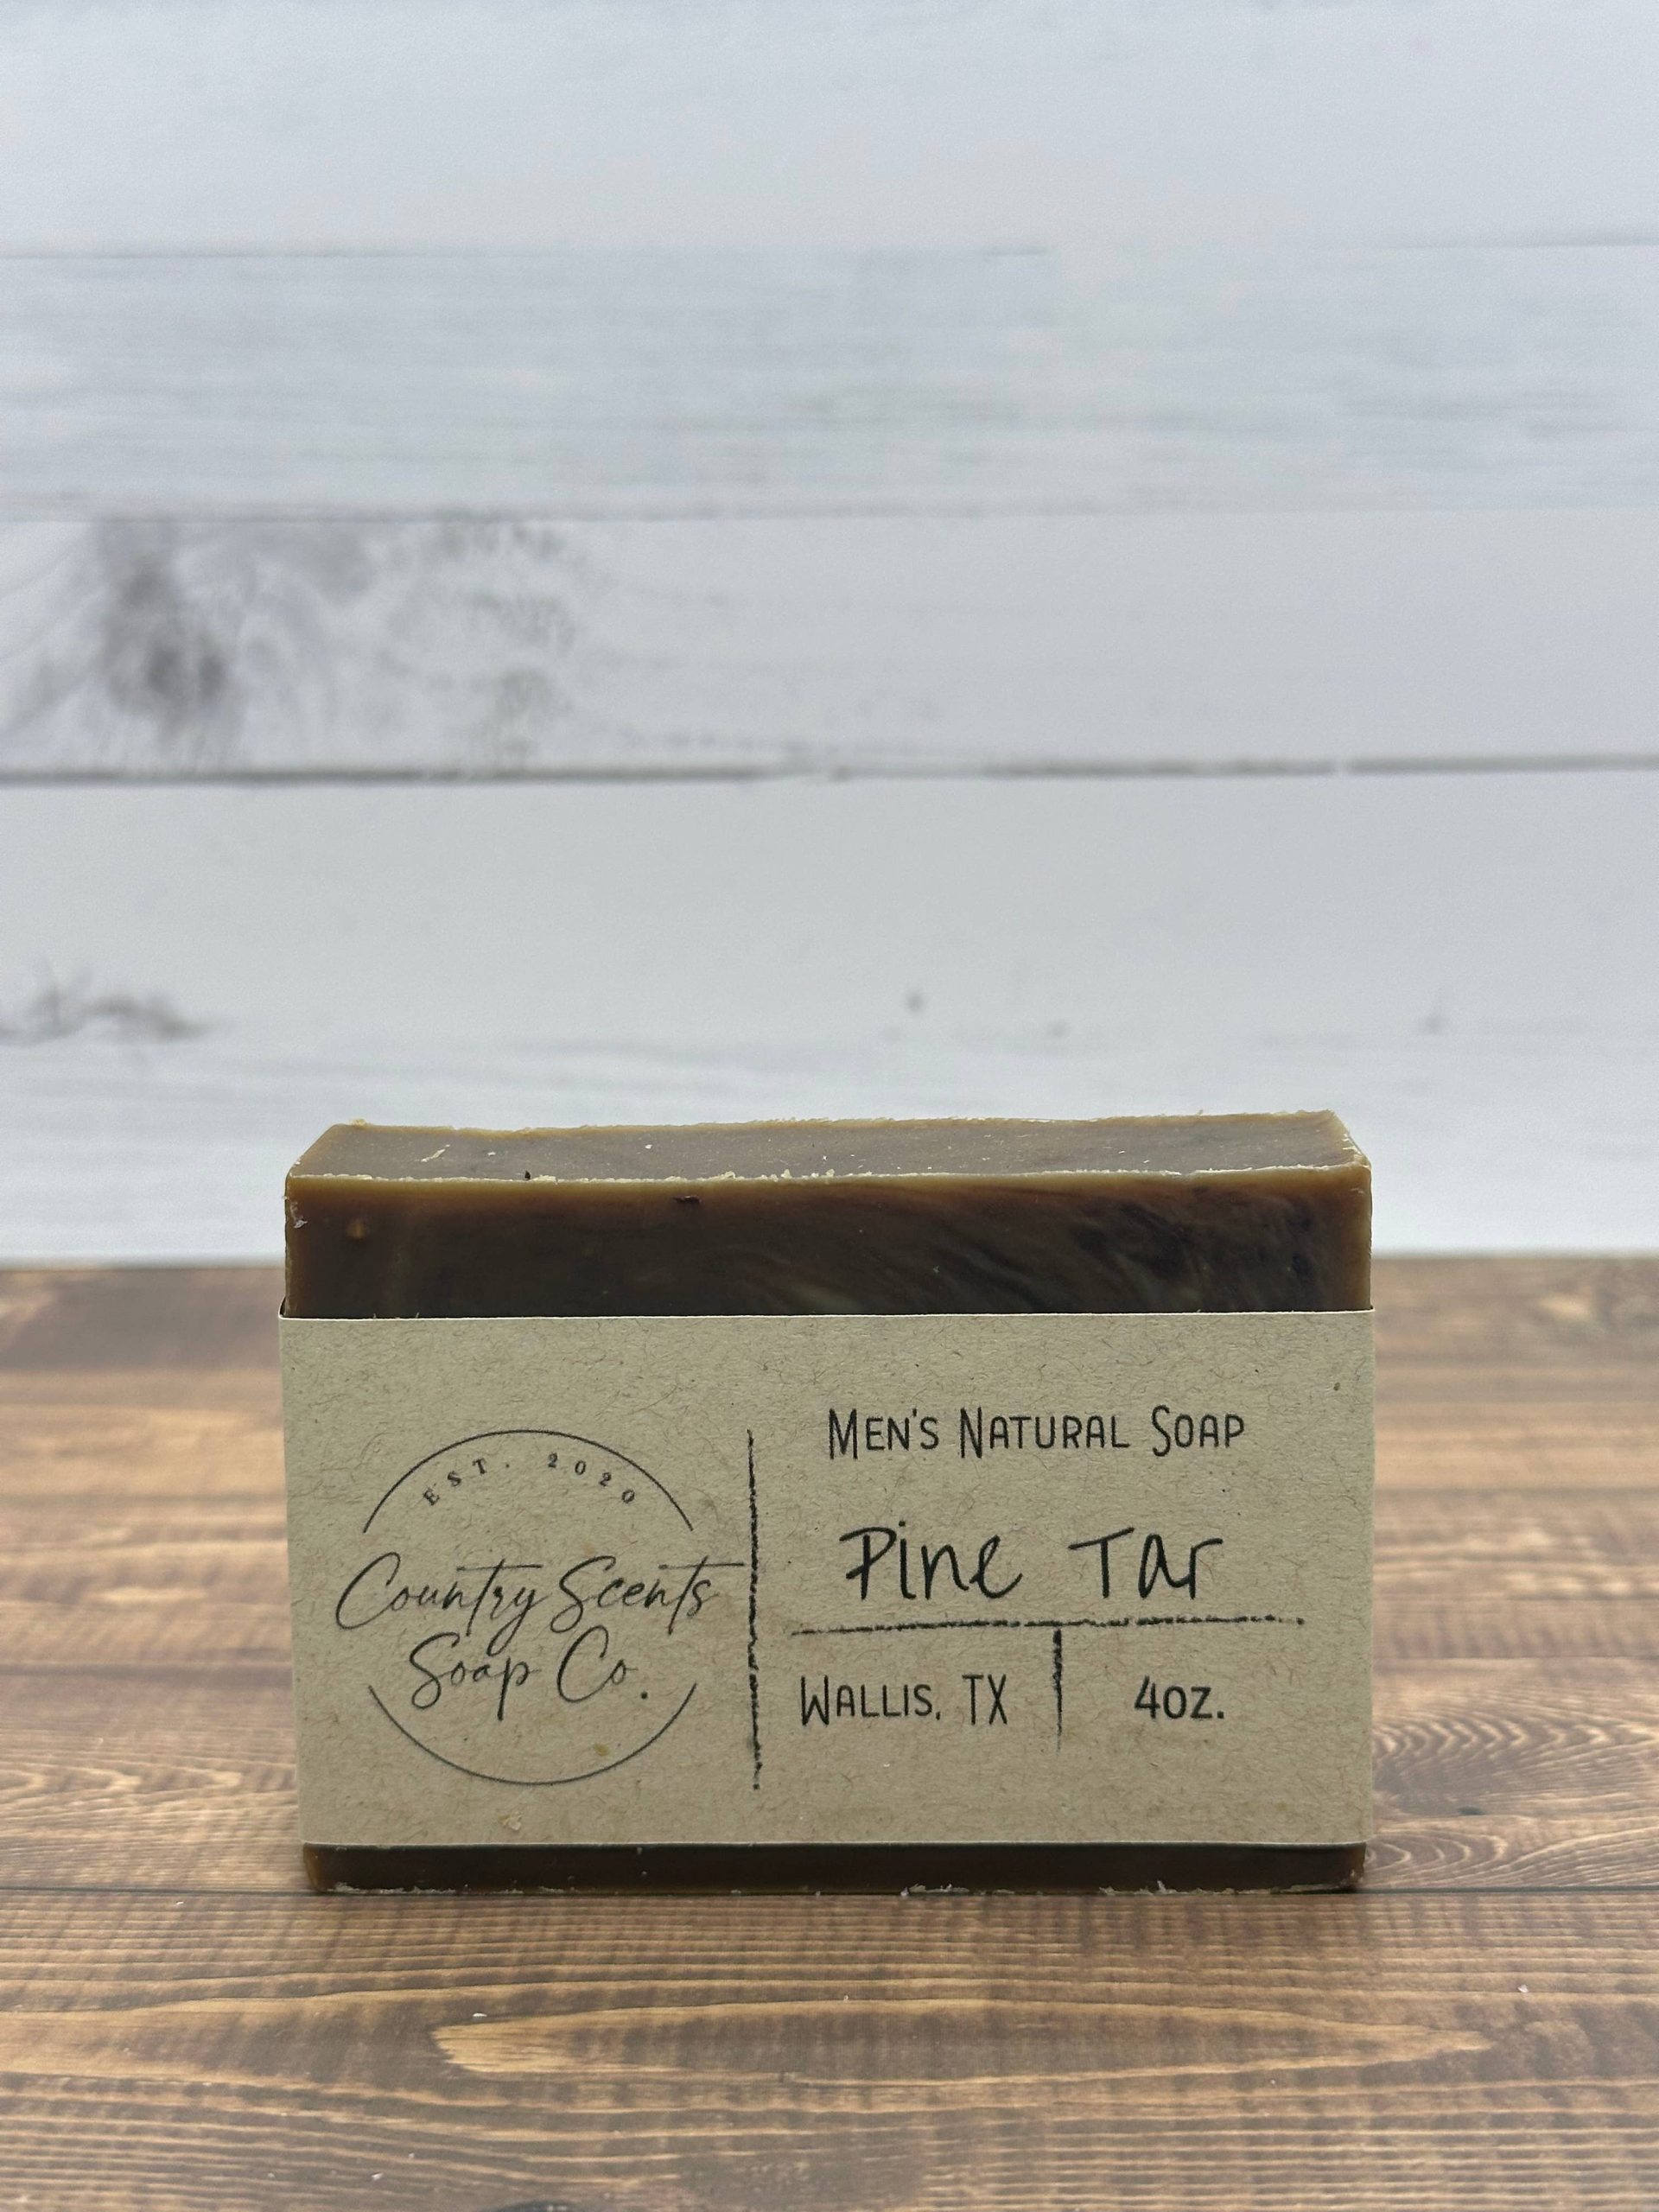 EST. 2020
Country Scents
Soap Co.
MEN'S NATURAL SOAP
Pine Tar
WALLIS, TX
4OZ.